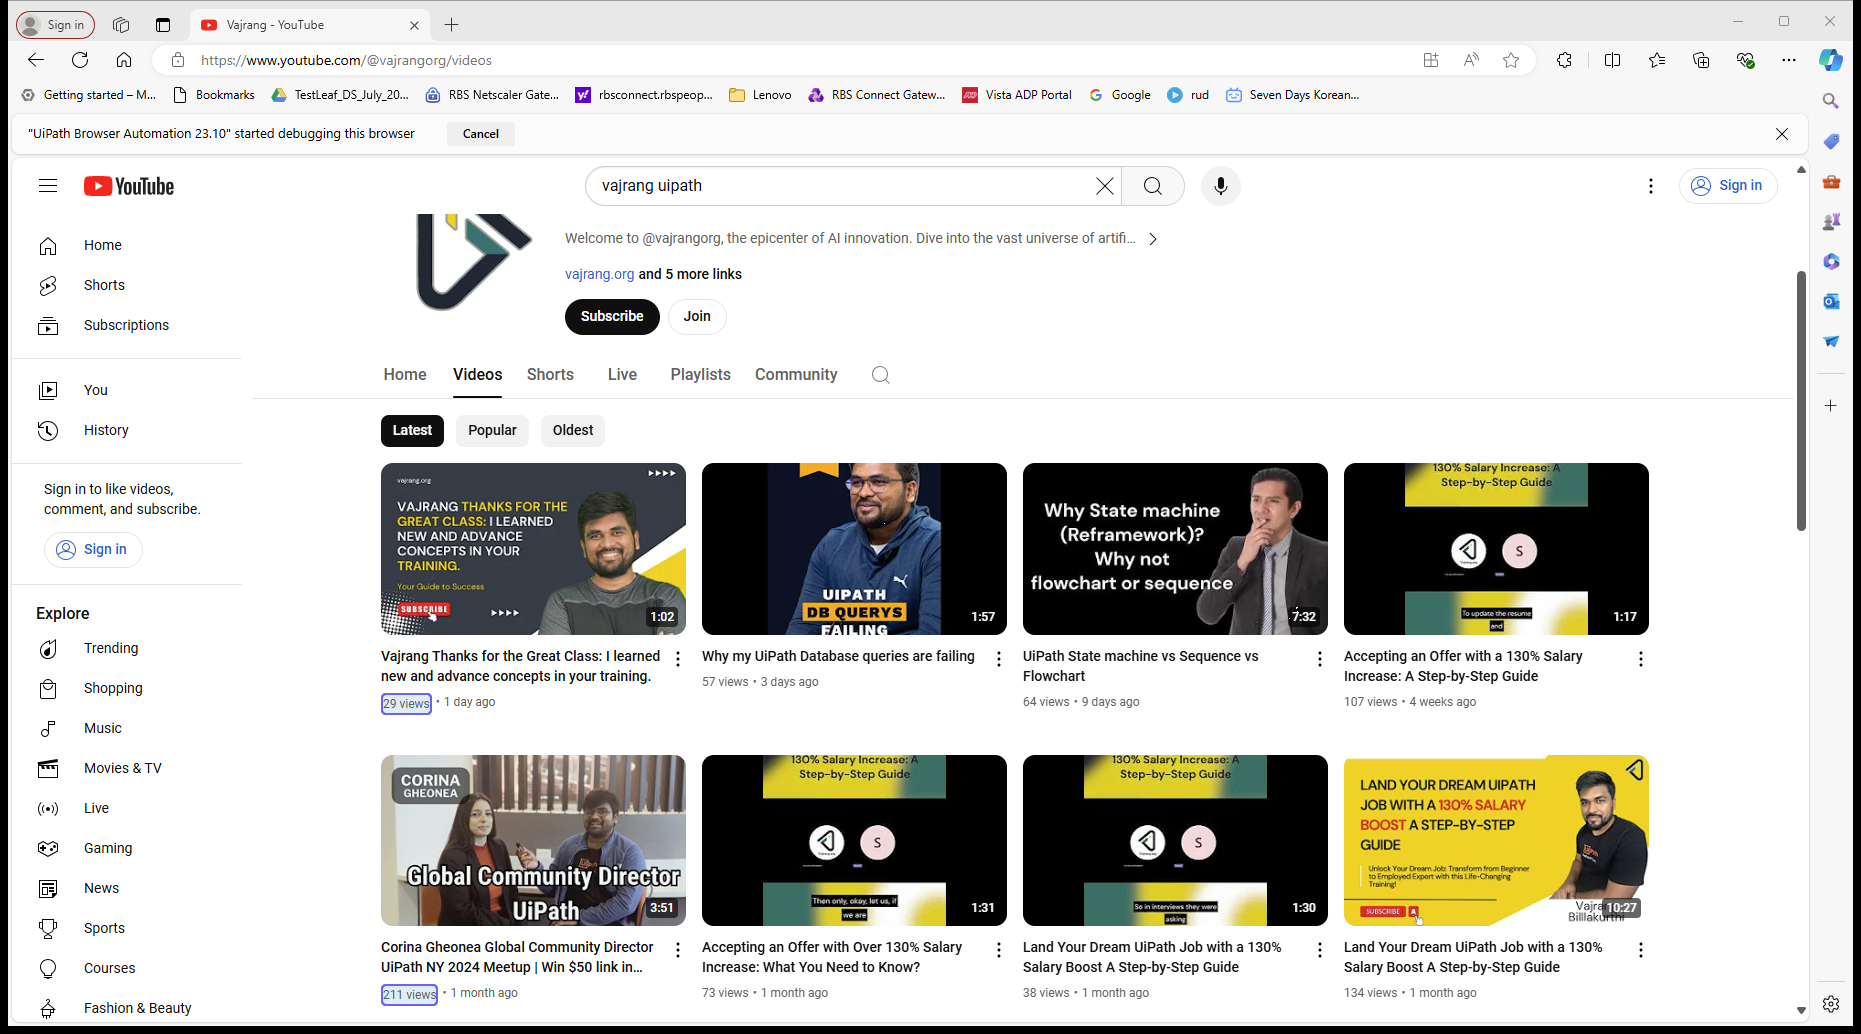 Sign in
Vajrang - YouTube
https://www.youtube.com/@vajrangorg/videos
Getting started – M...
Bookmarks
TestLeaf_DS_July_20...
RBS Netscaler Gate...
rbsconnect.rbspeop...
Lenovo
RBS Connect Gatew...
Vista ADP Portal
Google
rud
Seven Days Korean...
"UiPath Browser Automation 23.10" started debugging this browser
Cancel
YouTube
vajrang uipath
Sign in
Home
Shorts
Subscriptions
You
History
Sign in to like videos,
comment, and subscribe.
Sign in
Explore
Trending
Shopping
Music
Movies & TV
Live
Gaming
News
Sports
Courses
Fashion & Beauty
Welcome to @vajrangorg, the epicenter of AI innovation. Dive into the vast universe of artifi...
vajrang.org and 5 more links
Subscribe
Join
Home
Videos
Shorts
Live
Playlists
Community
Latest
Popular
Oldest
vajrang.org
VAJRANG THANKS FOR THE
GREAT CLASS: I LEARNED
NEW AND ADVANCE
CONCEPTS IN YOUR
TRAINING.
Your Guide to Success
SUBSCRIBE
1:02
Vajrang Thanks for the Great Class: I learned
new and advance concepts in your training.
29 views • 1 day ago
UIPATH
DB QUERYS
FAILING
1:57
Why my UiPath Database queries are failing
57 views • 3 days ago
Why State machine
(Reframework)?
Why not
flowchart or sequence
7:32
UiPath State machine vs Sequence vs
Flowchart
64 views • 9 days ago
130% Salary Increase: A
Step-by-Step Guide
S
To update the resume
and
1:17
Accepting an Offer with a 130% Salary
Increase: A Step-by-Step Guide
107 views • 4 weeks ago
CORINA
GHEONEA
Global Community Director
UiPath
3:51
Corina Gheonea Global Community Director
UiPath NY 2024 Meetup | Win $50 link in...
211 views • 1 month ago
130% Salary Increase: A
Step-by-Step Guide
S
Then only, okay, let us, if
we are
1:31
Accepting an Offer with Over 130% Salary
Increase: What You Need to Know?
73 views • 1 month ago
130% Salary Increase: A
Step-by-Step Guide
S
So in interviews they were
asking
1:30
Land Your Dream UiPath Job with a 130%
Salary Boost A Step-by-Step Guide
38 views • 1 month ago
LAND YOUR DREAM UIPATH
JOB WITH A 130% SALARY
BOOST A STEP-BY-STEP
GUIDE
Unlock Your Dream Job: Transform from Beginner
to Employed Expert with this Life-Changing
Training!
SUBSCRIBE
Billlakurthi
10:27
Land Your Dream UiPath Job with a 130%
Salary Boost A Step-by-Step Guide
134 views • 1 month ago